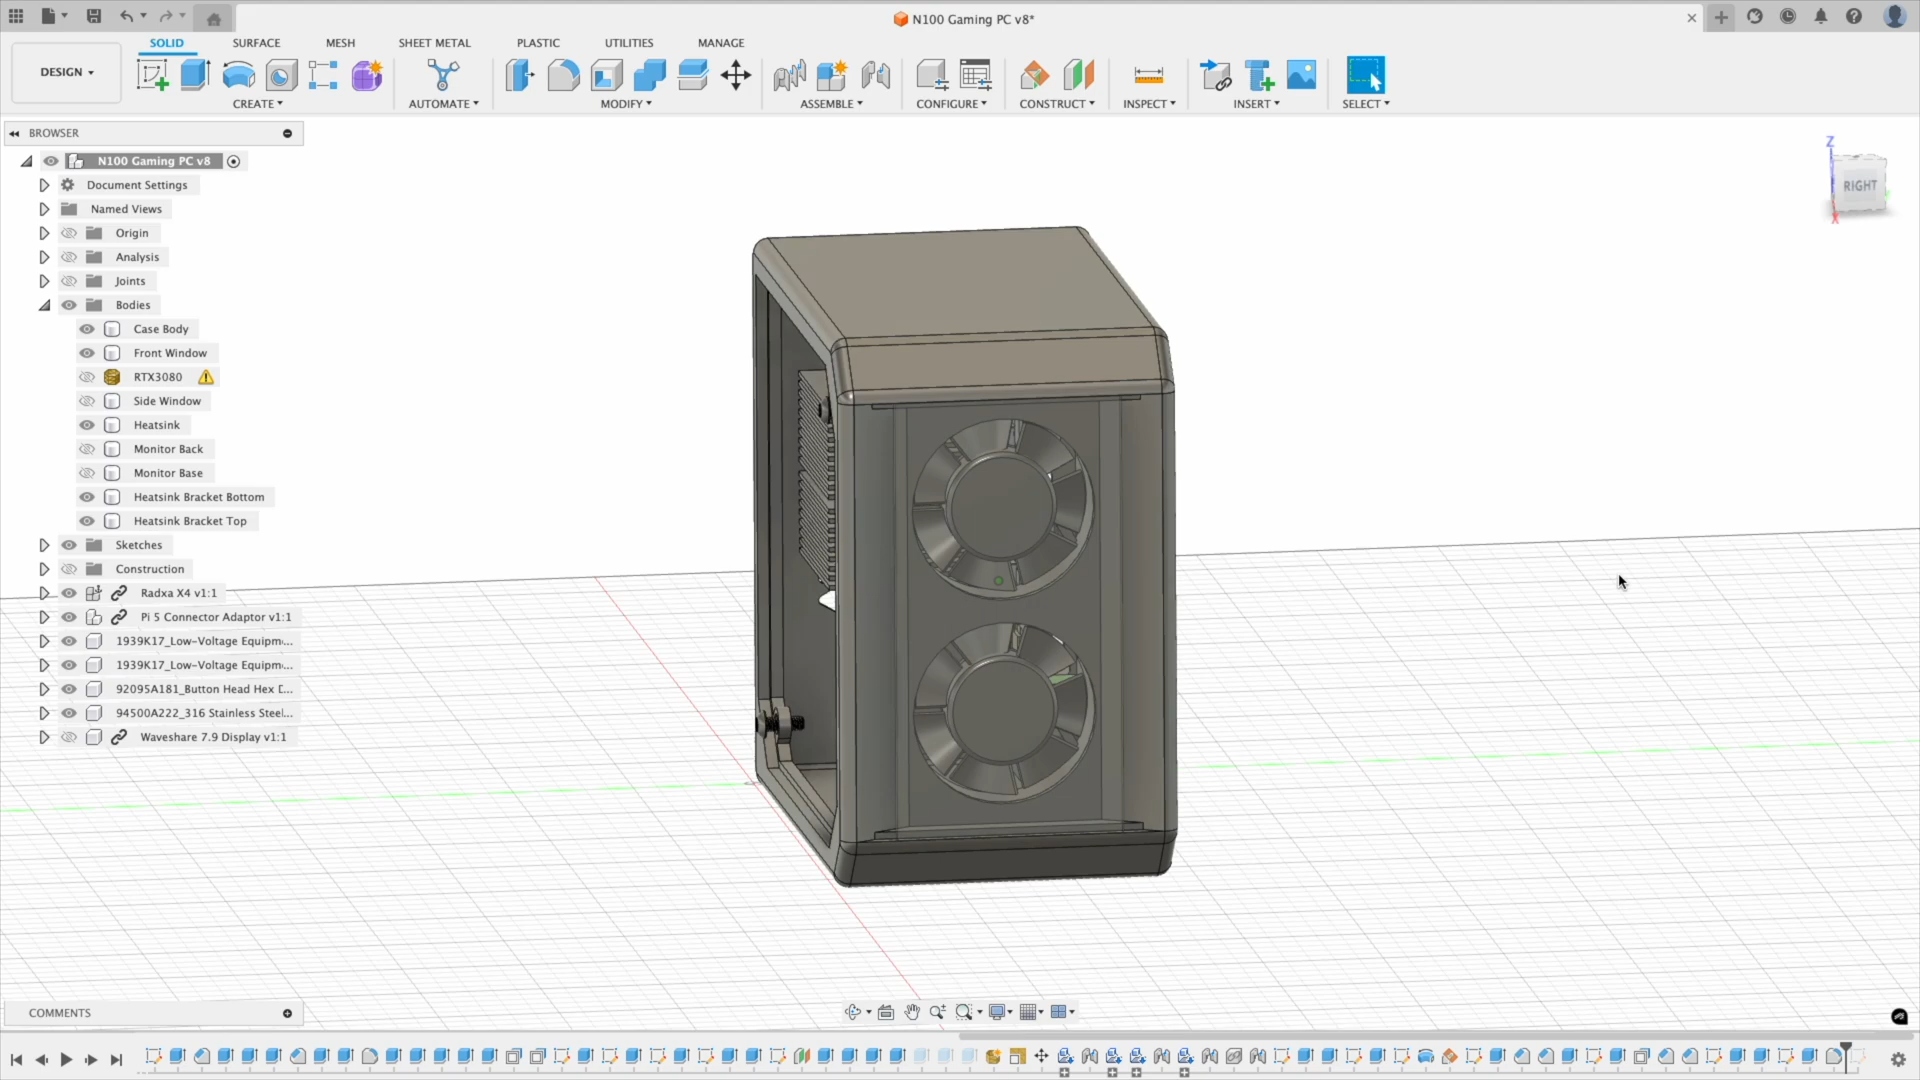 N100 Gaming PC v8*
SOLID SURFACE MESH SHEET METAL PLASTIC UTILITIES MANAGE
DESIGN
CREATE AUTOMATE MODIFY ASSEMBLE CONFIGURE CONSTRUCT INSPECT INSERT SELECT
BROWSER
N100 Gaming PC v8
Document Settings
Named Views
Origin
Analysis
Joints
Bodies
Case Body
Front Window
RTX3080
Side Window
Heatsink
Monitor Back
Monitor Base
Heatsink Bracket Bottom
Heatsink Bracket Top
Sketches
Construction
Radxa X4 v1:1
Pi 5 Connector Adaptor v1:1
1939K17_Low-Voltage Equipm...
1939K17_Low-Voltage Equipm...
92095A181_Button Head Hex D...
94500A222_316 Stainless Steel...
Waveshare 7.9 Display v1:1
Z
RIGHT
X
COMMENTS